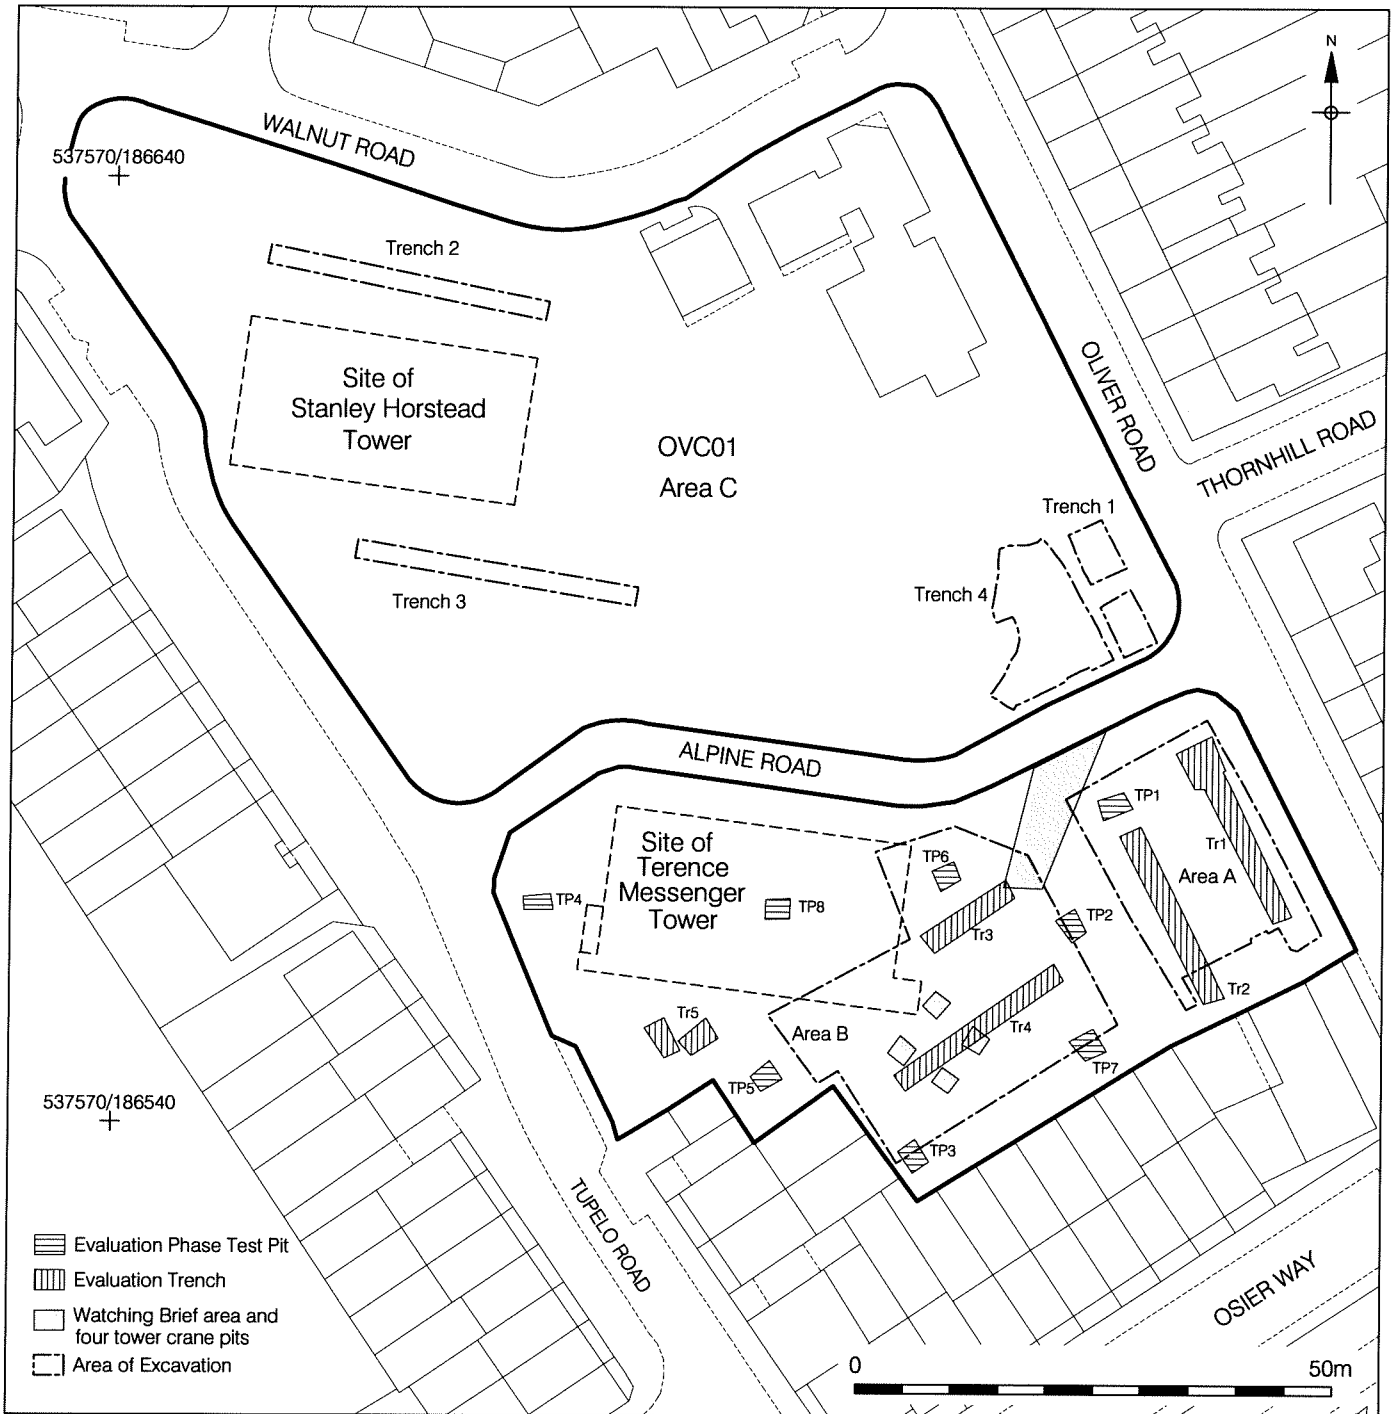 N
WALNUT ROAD
537570/186640
Trench 2
OLIVER ROAD
Site of
Stanley Horstead
Tower
OVC01
Area C
THORNHILL ROAD
Trench 1
Trench 4
Trench 3
ALPINE ROAD
TP1
Tr1
Area A
Site of
Terence
Messenger
Tower
TP6
TP4
TP8
TP2
Tr3
Tr2
Tr5
Area B
Tr4
TP7
TP5
537570/186540
TP3
TUPELO ROAD
OSIER WAY
Evaluation Phase Test Pit
Evaluation Trench
Watching Brief area and
four tower crane pits
Area of Excavation
0
50m